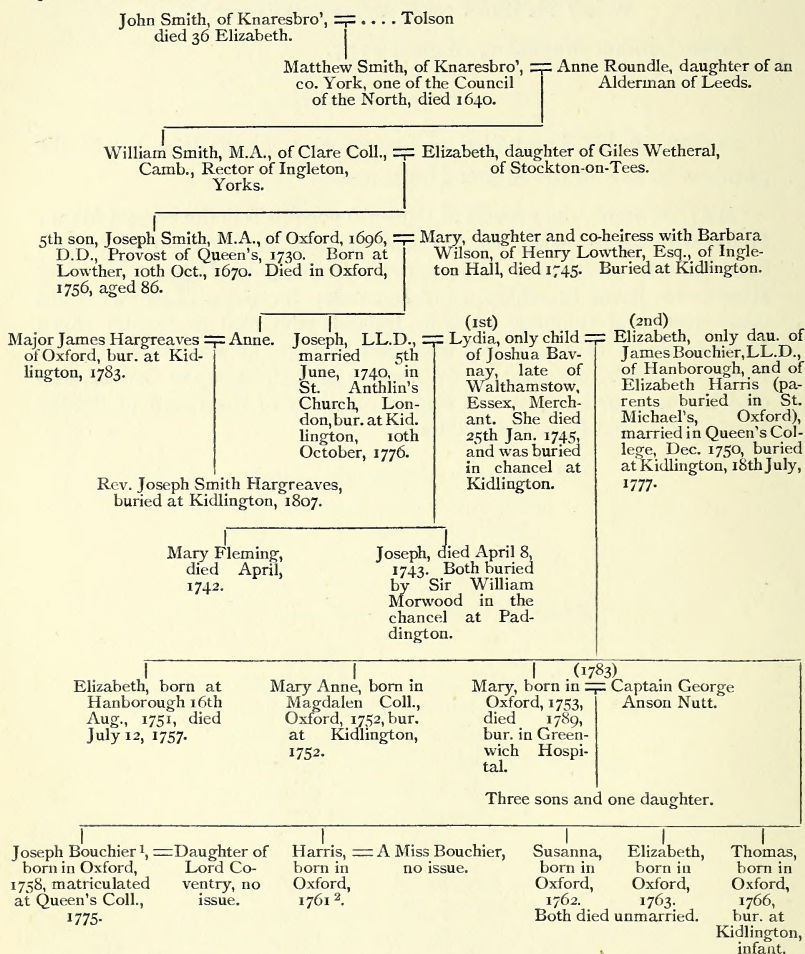 John Smith, of Knaresbro', = .... Tolson
died 36 Elizabeth.
Matthew Smith, of Knaresbro',
co. York, one of the Council
of the North, died 1640.
= Anne Roundle, daughter of an
Alderman of Leeds.
William Smith, M.A., of Clare Coll.,
Camb., Rector of Ingleton,
Yorks.
= Elizabeth, daughter of Giles Wetheral,
of Stockton-on-Tees.
5th son, Joseph Smith, M.A., of Oxford, 1696,
D.D., Provost of Queen's, 1730. Born at
Lowther, 10th Oct., 1670. Died in Oxford,
1756, aged 86.
= Mary, daughter and co-heiress with Barbara
Wilson, of Henry Lowther, Esq., of Ingle-
ton Hall, died 1745. Buried at Kidlington.
Major James Hargreaves
of Oxford, bur. at Kid-
lington, 1783.
= Anne.
Joseph, LL.D.,
married 5th
June, 1740, in
St. Anthlin's
Church, Lon-
don, bur. at Kid.
lington, 10th
October, 1776.
=
(1st)
Lydia, only child
of Joshua Bav-
nay, late of
Walthamstow,
Essex, Merch-
ant. She died
25th Jan. 1745,
and was buried
in chancel at
Kidlington.
=
(2nd)
Elizabeth, only dau. of
James Bouchier, LL.D.,
of Hanborough, and of
Elizabeth Harris (pa-
rents buried in St.
Michael's, Oxford),
married in Queen's Col-
lege, Dec. 1750, buried
at Kidlington, 18th July,
1777.
Rev. Joseph Smith Hargreaves,
buried at Kidlington, 1807.
Mary Fleming,
died April,
1742.
Joseph, died April 8,
1743. Both buried
by Sir William
Morwood in the
chancel at Pad-
dington.
Elizabeth, born at
Hanborough 16th
Aug., 1751, died
July 12, 1757.
Mary Anne, born in
Magdalen Coll.,
Oxford, 1752, bur.
at Kidlington,
1752.
Mary, born in
Oxford, 1753,
died 1789,
bur. in Green-
wich Hospi-
tal.
(1783)
= Captain George
Anson Nutt.
Three sons and one daughter.
Joseph Bouchier ¹,
born in Oxford,
1758, matriculated
at Queen's Coll.,
1775.
= Daughter of
Lord Co-
ventry, no
issue.
Harris,
born in
Oxford,
1761 ².
= A Miss Bouchier,
no issue.
Susanna,
born in
Oxford,
1762.
Elizabeth,
born in
Oxford,
1763.
Both died unmarried.
Thomas,
born in
Oxford,
1766,
bur. at
Kidlington,
infant.